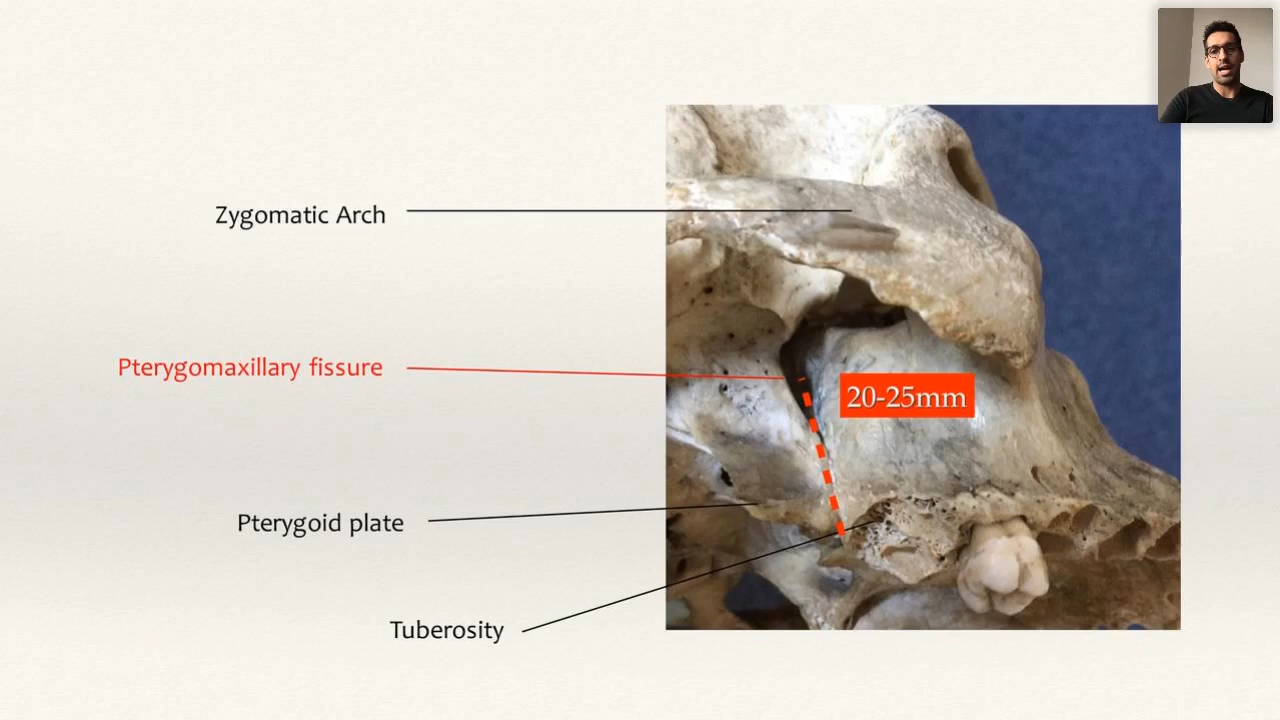 Zygomatic Arch
Pterygomaxillary fissure
20-25mm
Pterygoid plate
Tuberosity